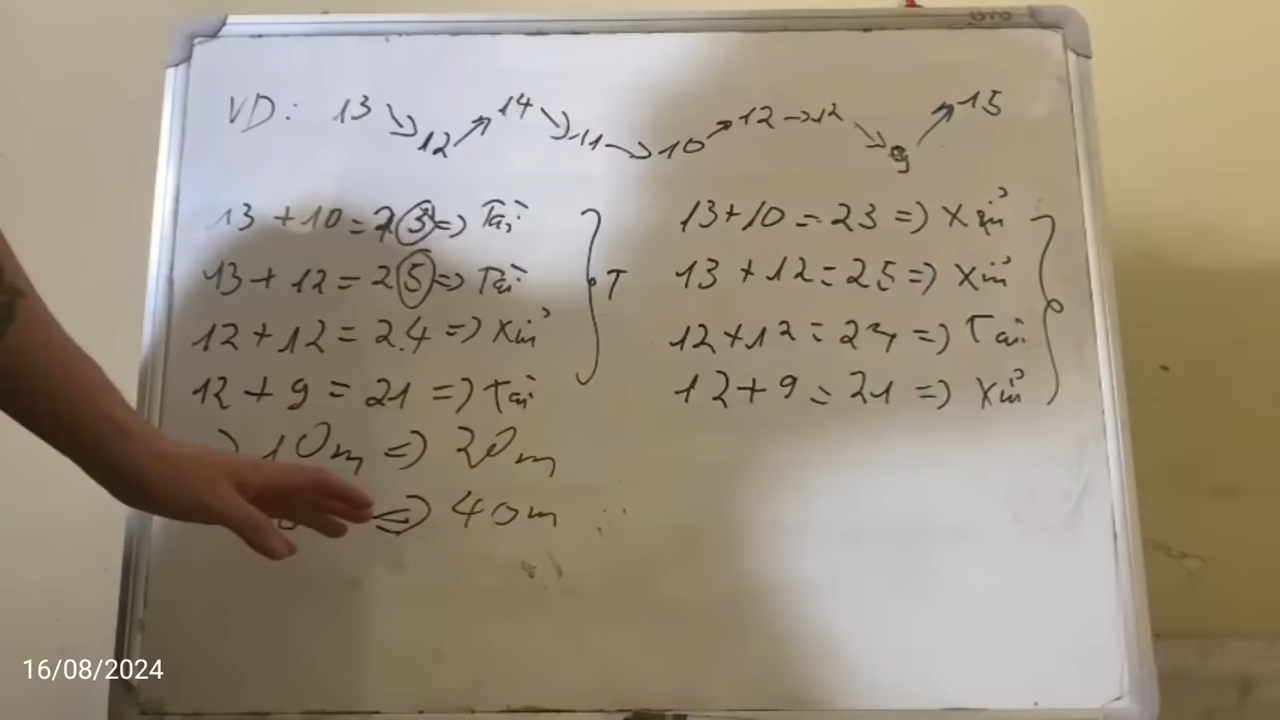 VD: 13 ↘ 12 ↗ 14 ↘ 11 → 10 ↗ 12 → 12 ↘ 9 ↗ 15
13 + 10 = 23 => Tài
13 + 12 = 25 => Tài
12 + 12 = 24 => Xỉu
12 + 9 = 21 => Tài
T
10m => 20m
=> 40m
13 + 10 = 23 => Xỉu
13 + 12 = 25 => Xỉu
12 + 12 = 24 => Tài
12 + 9 = 21 => Xỉu
16/08/2024